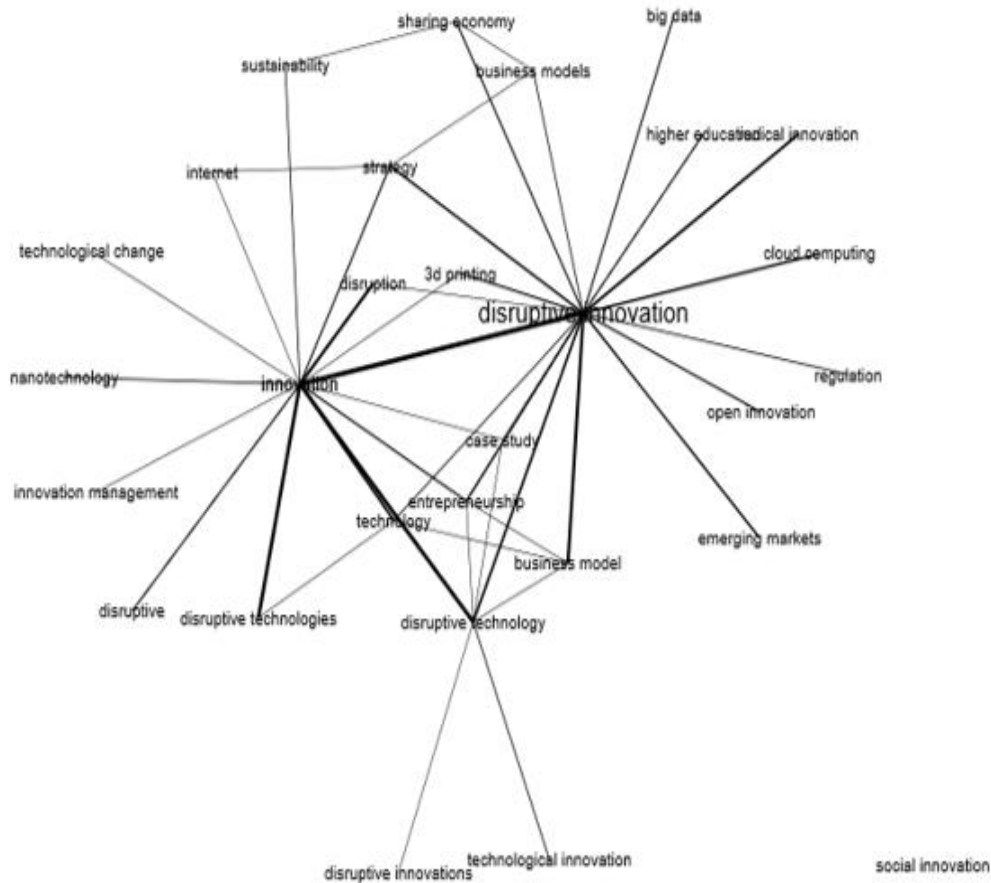 big data
sharing economy
sustainability
business models
higher education
radical innovation
internet
strategy
technological change
cloud computing
3d printing
disruption
disruptive innovation
nanotechnology
innovation
regulation
open innovation
case study
innovation management
entrepreneurship
technology
emerging markets
business model
disruptive
disruptive technologies
disruptive technology
technological innovation
disruptive innovations
social innovation